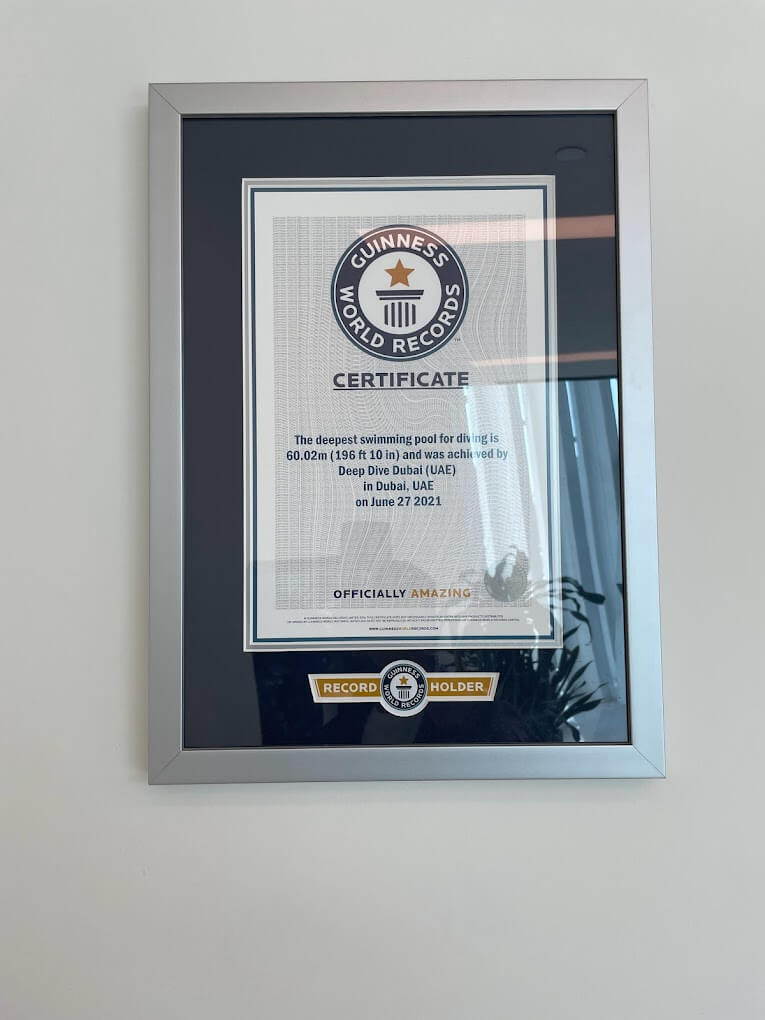 GUINNESS
WORLD RECORDS
TM
CERTIFICATE
The deepest swimming pool for diving is
60.02m (196 ft 10 in) and was achieved by
Deep Dive Dubai (UAE)
in Dubai, UAE
on June 27 2021
OFFICIALLY AMAZING
WWW.GUINNESSWORLDRECORDS.COM
RECORD GUINNESS WORLD RECORDS HOLDER